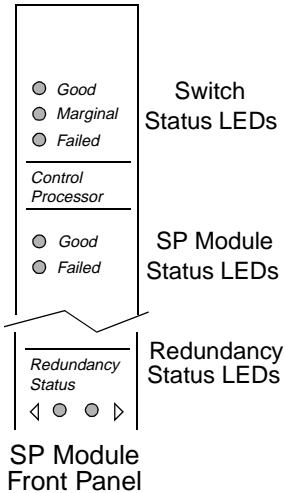 Good
Marginal
Failed
Switch
Status LEDs
Control
Processor
Good
Failed
SP Module
Status LEDs
Redundancy
Status
Redundancy
Status LEDs
SP Module
Front Panel